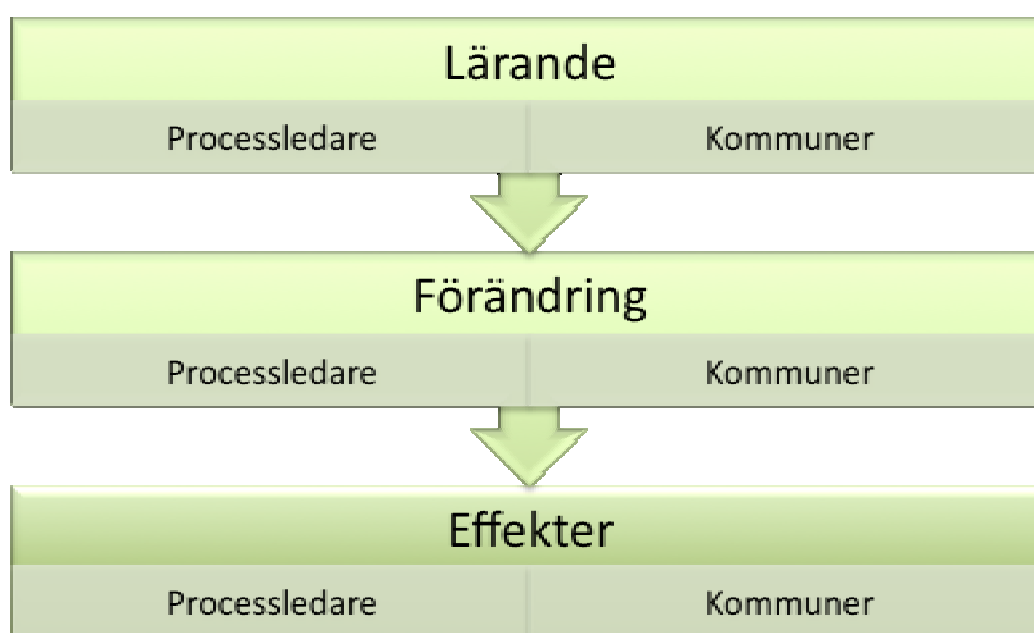 Lärande
Processledare Kommuner
Förändring
Processledare Kommuner
Effekter
Processledare Kommuner